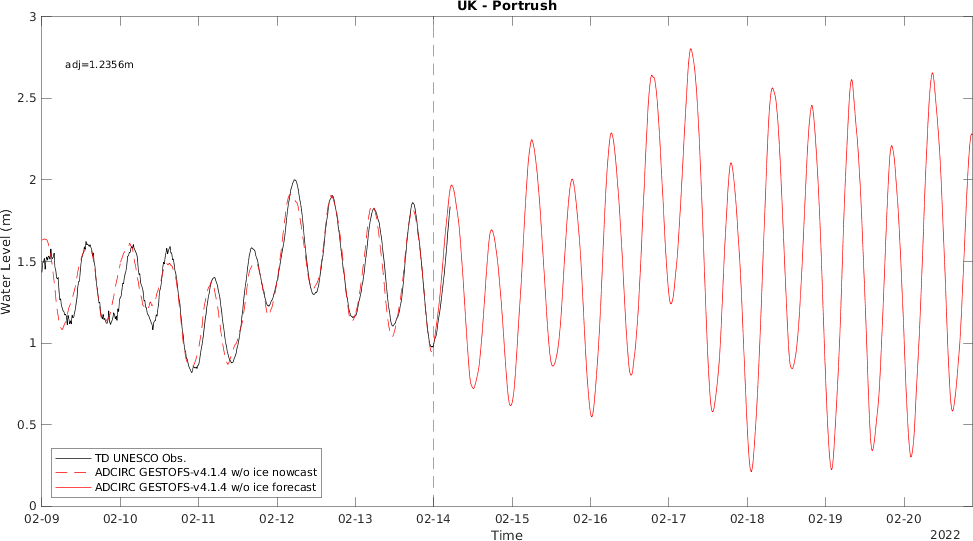 UK - Portrush
adj=1.2356m
Water Level (m)
3
2.5
2
1.5
1
0.5
0
TD UNESCO Obs.
ADCIRC GESTOFS-v4.1.4 w/o ice nowcast
ADCIRC GESTOFS-v4.1.4 w/o ice forecast
02-09 02-10 02-11 02-12 02-13 02-14 02-15 02-16 02-17 02-18 02-19 02-20
Time
2022